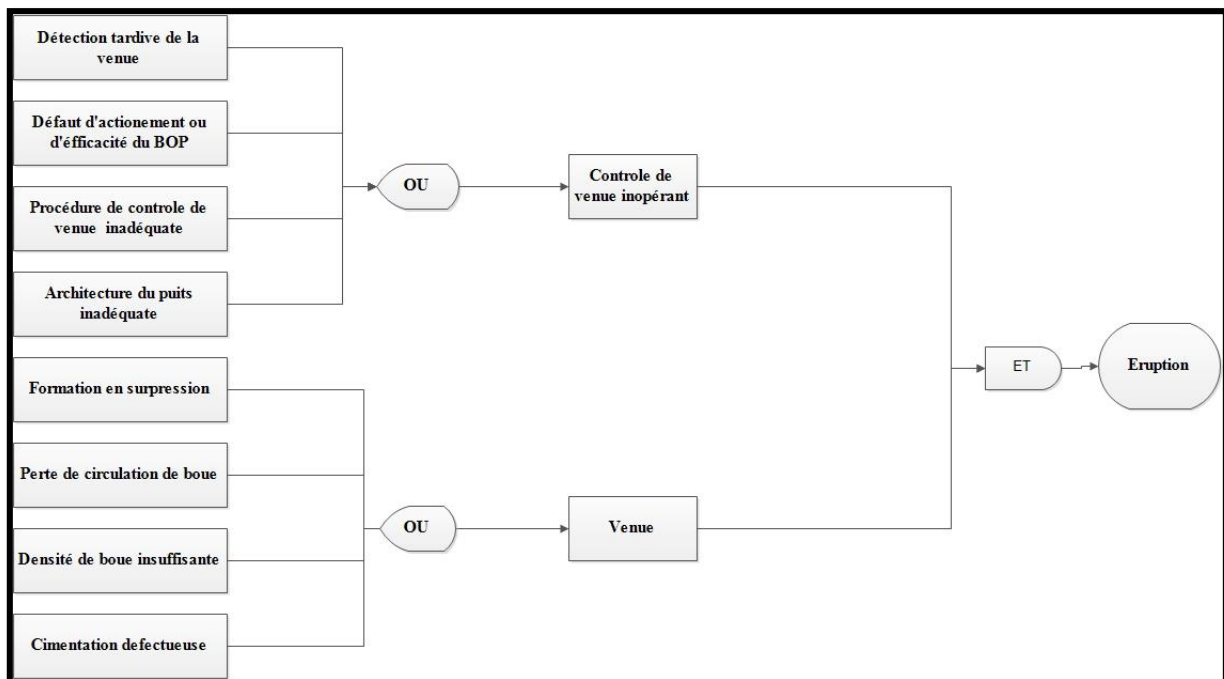 Détection tardive de la
venue
Défaut d'actionement ou
d'éfficacité du BOP
Procédure de controle de
venue inadéquate
Architecture du puits
inadéquate
OU
Controle de
venue inopérant
Formation en surpression
Perte de circulation de boue
Densité de boue insuffisante
Cimentation defectueuse
OU
Venue
ET
Eruption